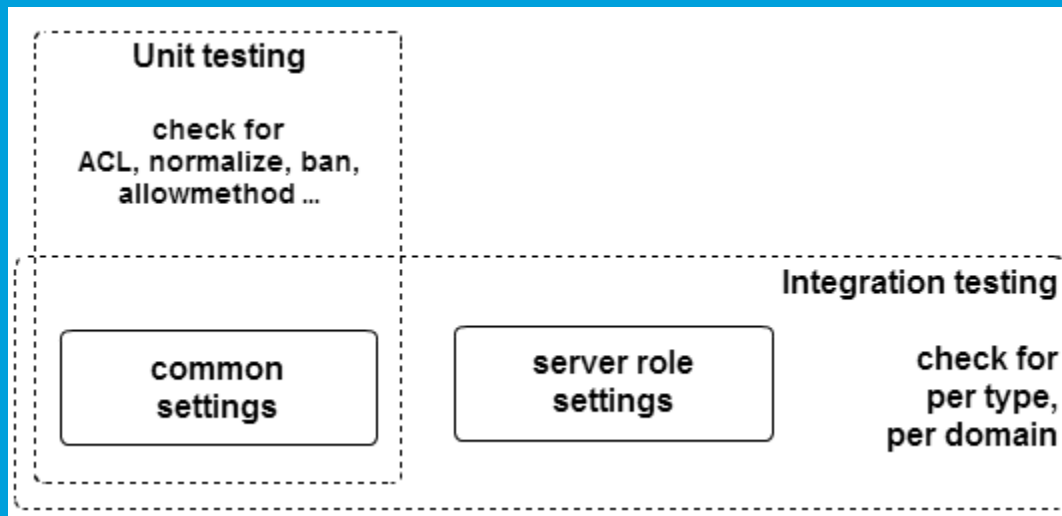 Unit testing
check for
ACL, normalize, ban,
allowmethod ...
Integration testing
common
settings
server role
settings
check for
per type,
per domain